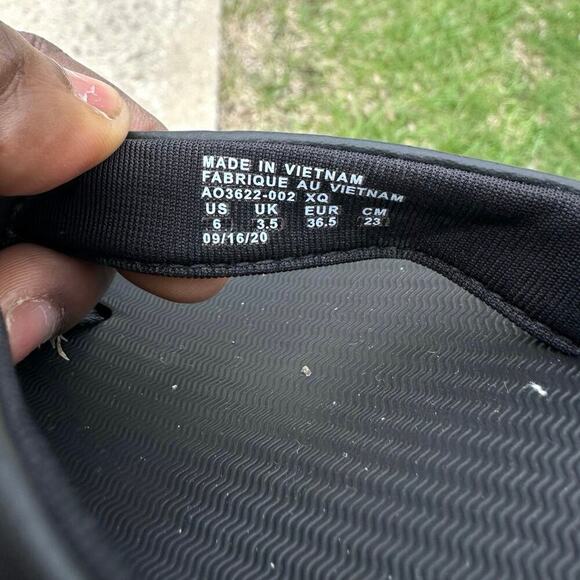 MADE IN VIETNAM
FABRIQUE AU VIETNAM
AO3622-002 XQ
US UK EUR CM
6 3.5 36.5 23
09/16/20